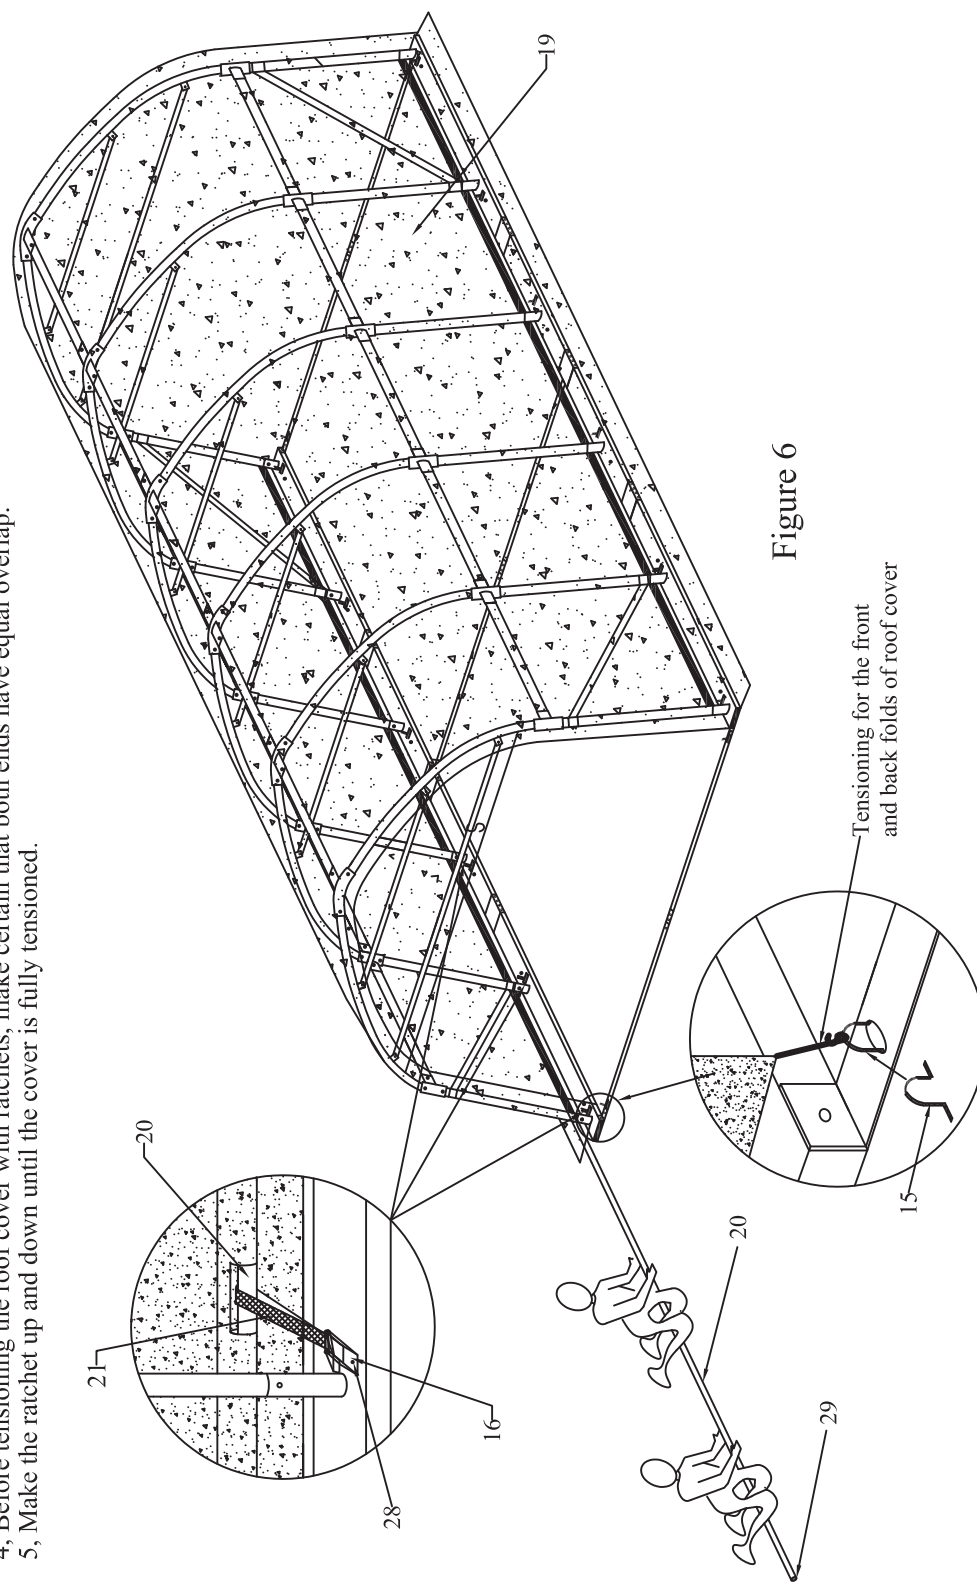 4, Before tensioning the roof cover with rachets, make certain that both ends have equal overlap.
5, Make the ratchet up and down until the cover is fully tensioned.
21
20
28
16
19
20
29
15
Tensioning for the front
and back folds of roof cover
Figure 6